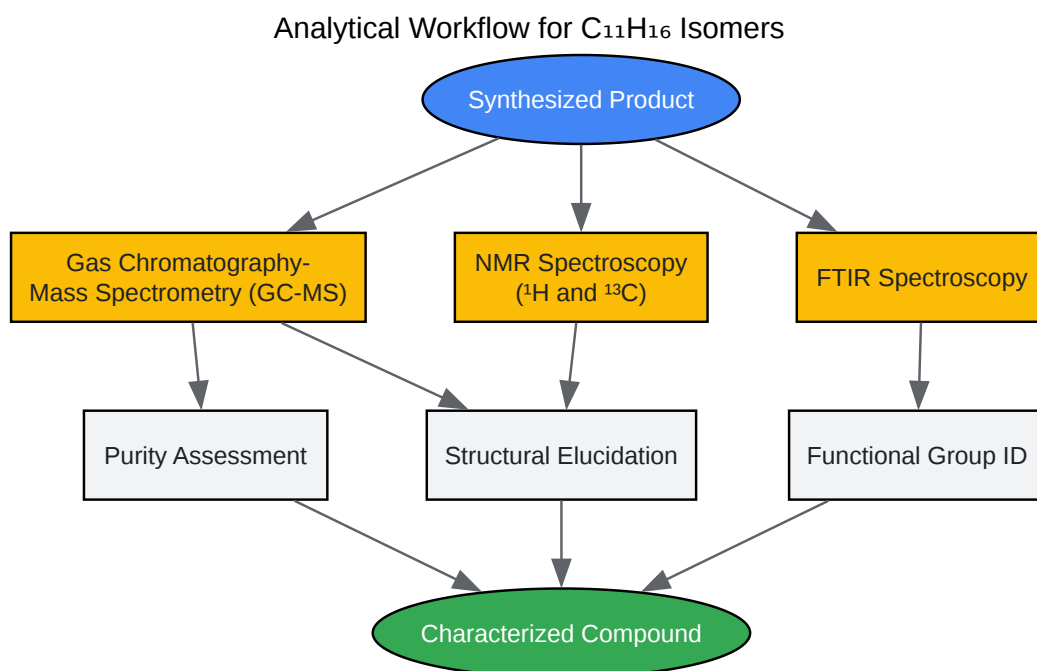 Analytical Workflow for C₁₁H₁₆ Isomers
Synthesized Product
Gas Chromatography-
Mass Spectrometry (GC-MS)
NMR Spectroscopy
(¹H and ¹³C)
FTIR Spectroscopy
Purity Assessment
Structural Elucidation
Functional Group ID
Characterized Compound